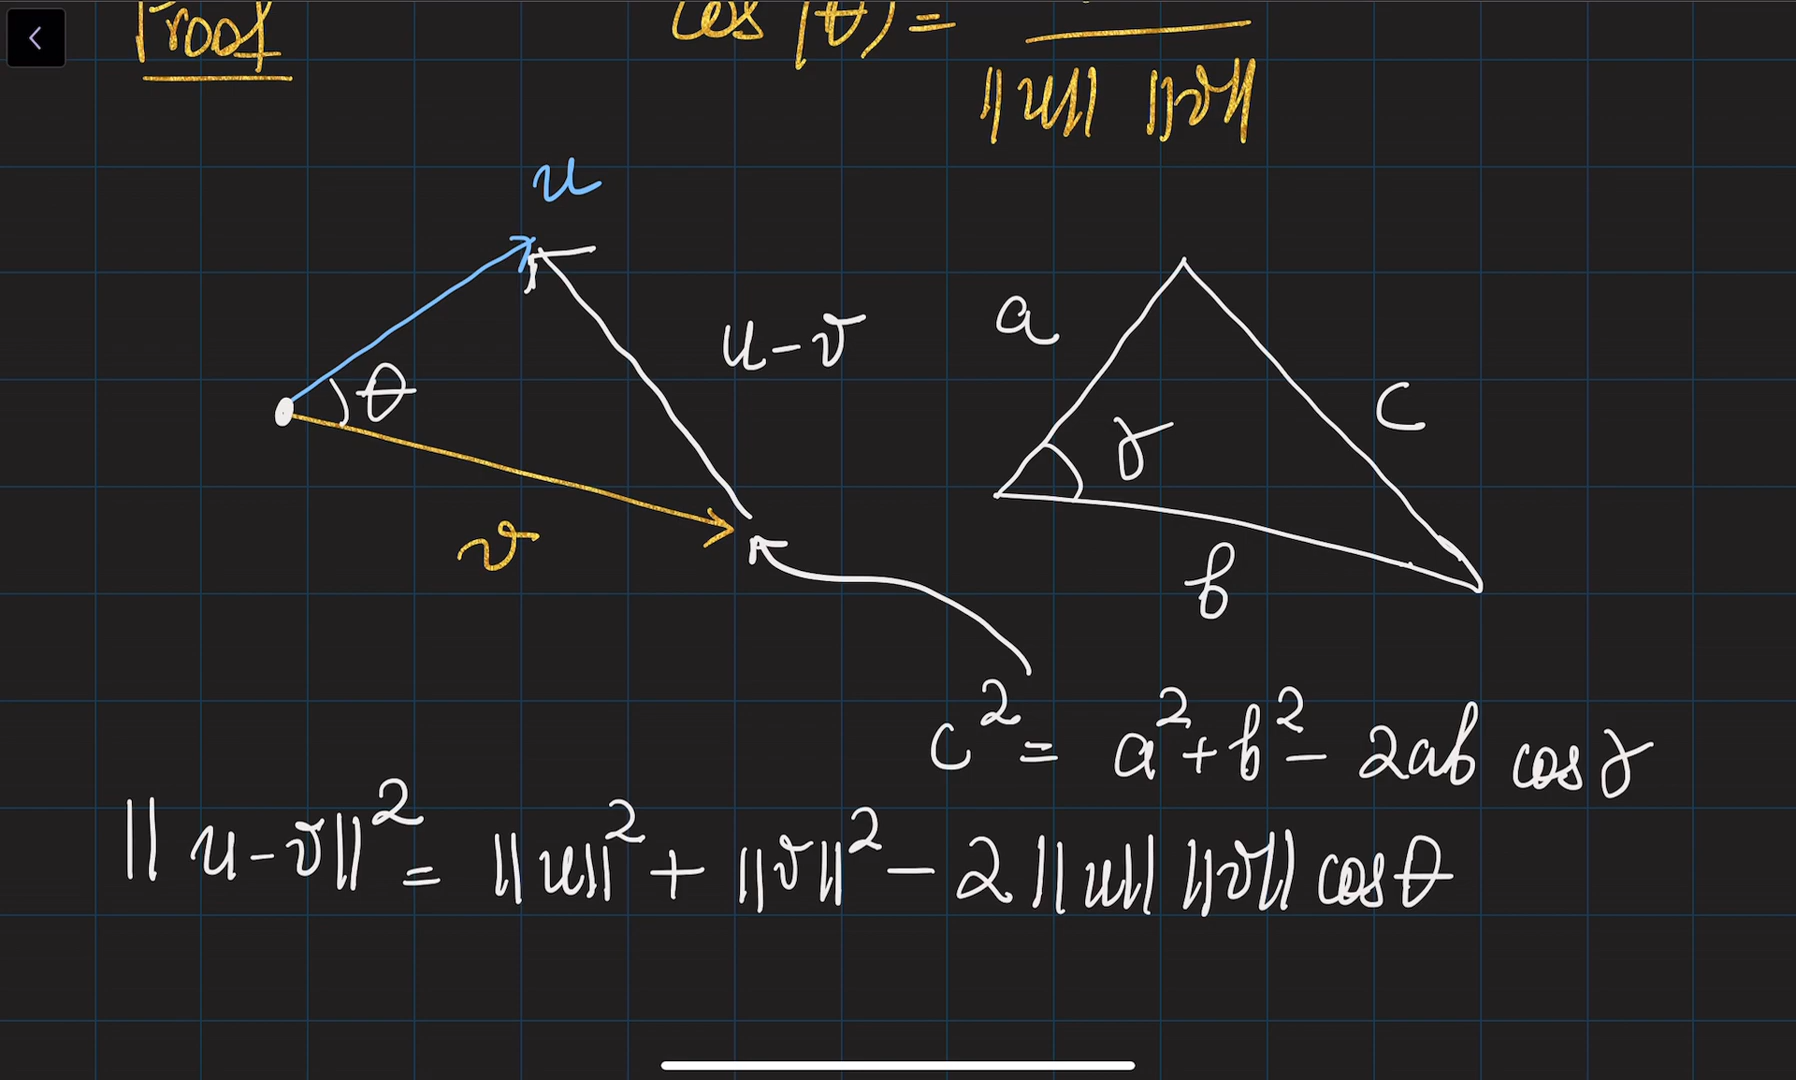 Proof
cos(θ) =
||u|| ||v||
u
u-v
θ
v
a
c
γ
b
c² = a² + b² - 2ab cos γ
||u-v||² = ||u||² + ||v||² - 2 ||u|| ||v|| cos θ